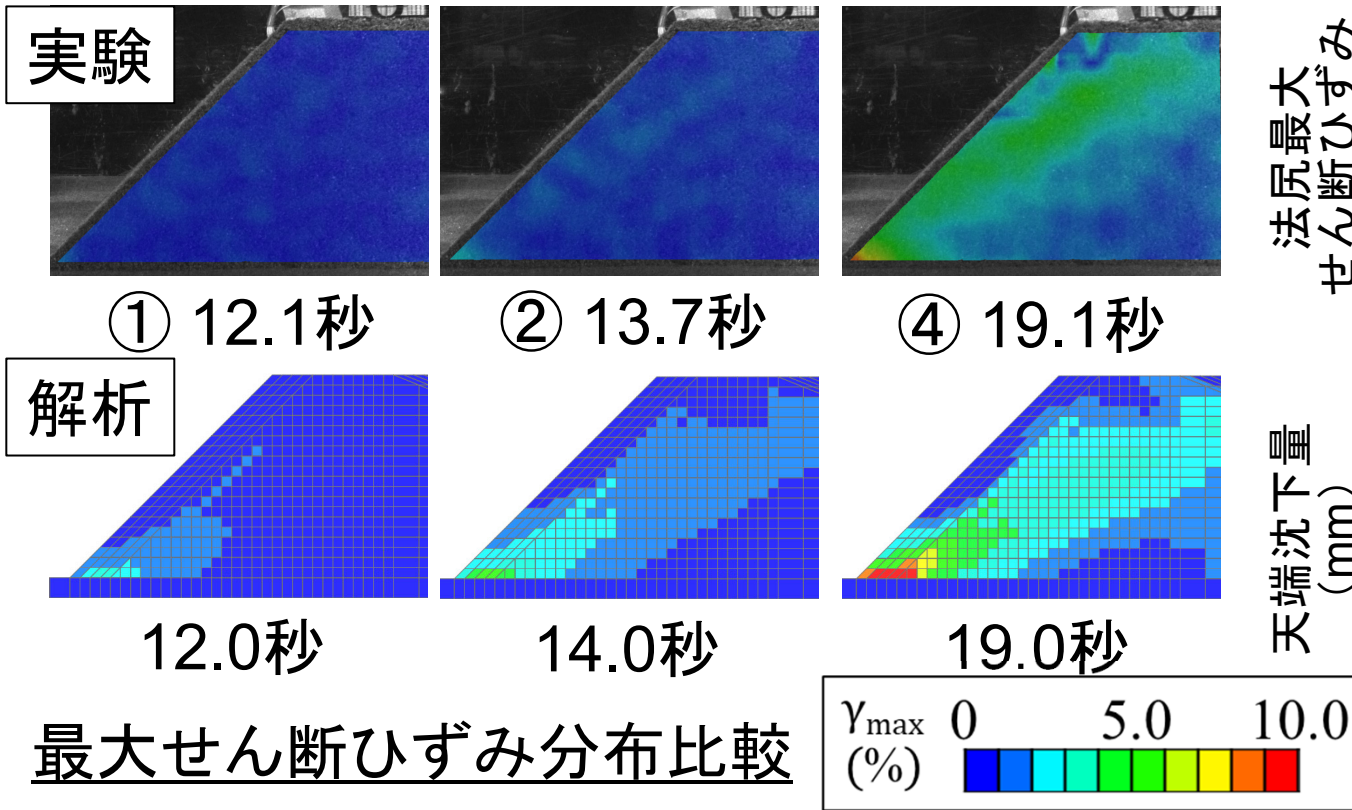 実験
① 12.1秒
② 13.7秒
④ 19.1秒
法尻最大
せん断ひずみ
解析
12.0秒
14.0秒
19.0秒
天端沈下量
(mm)
最大せん断ひずみ分布比較
γmax 0 5.0 10.0
(%)